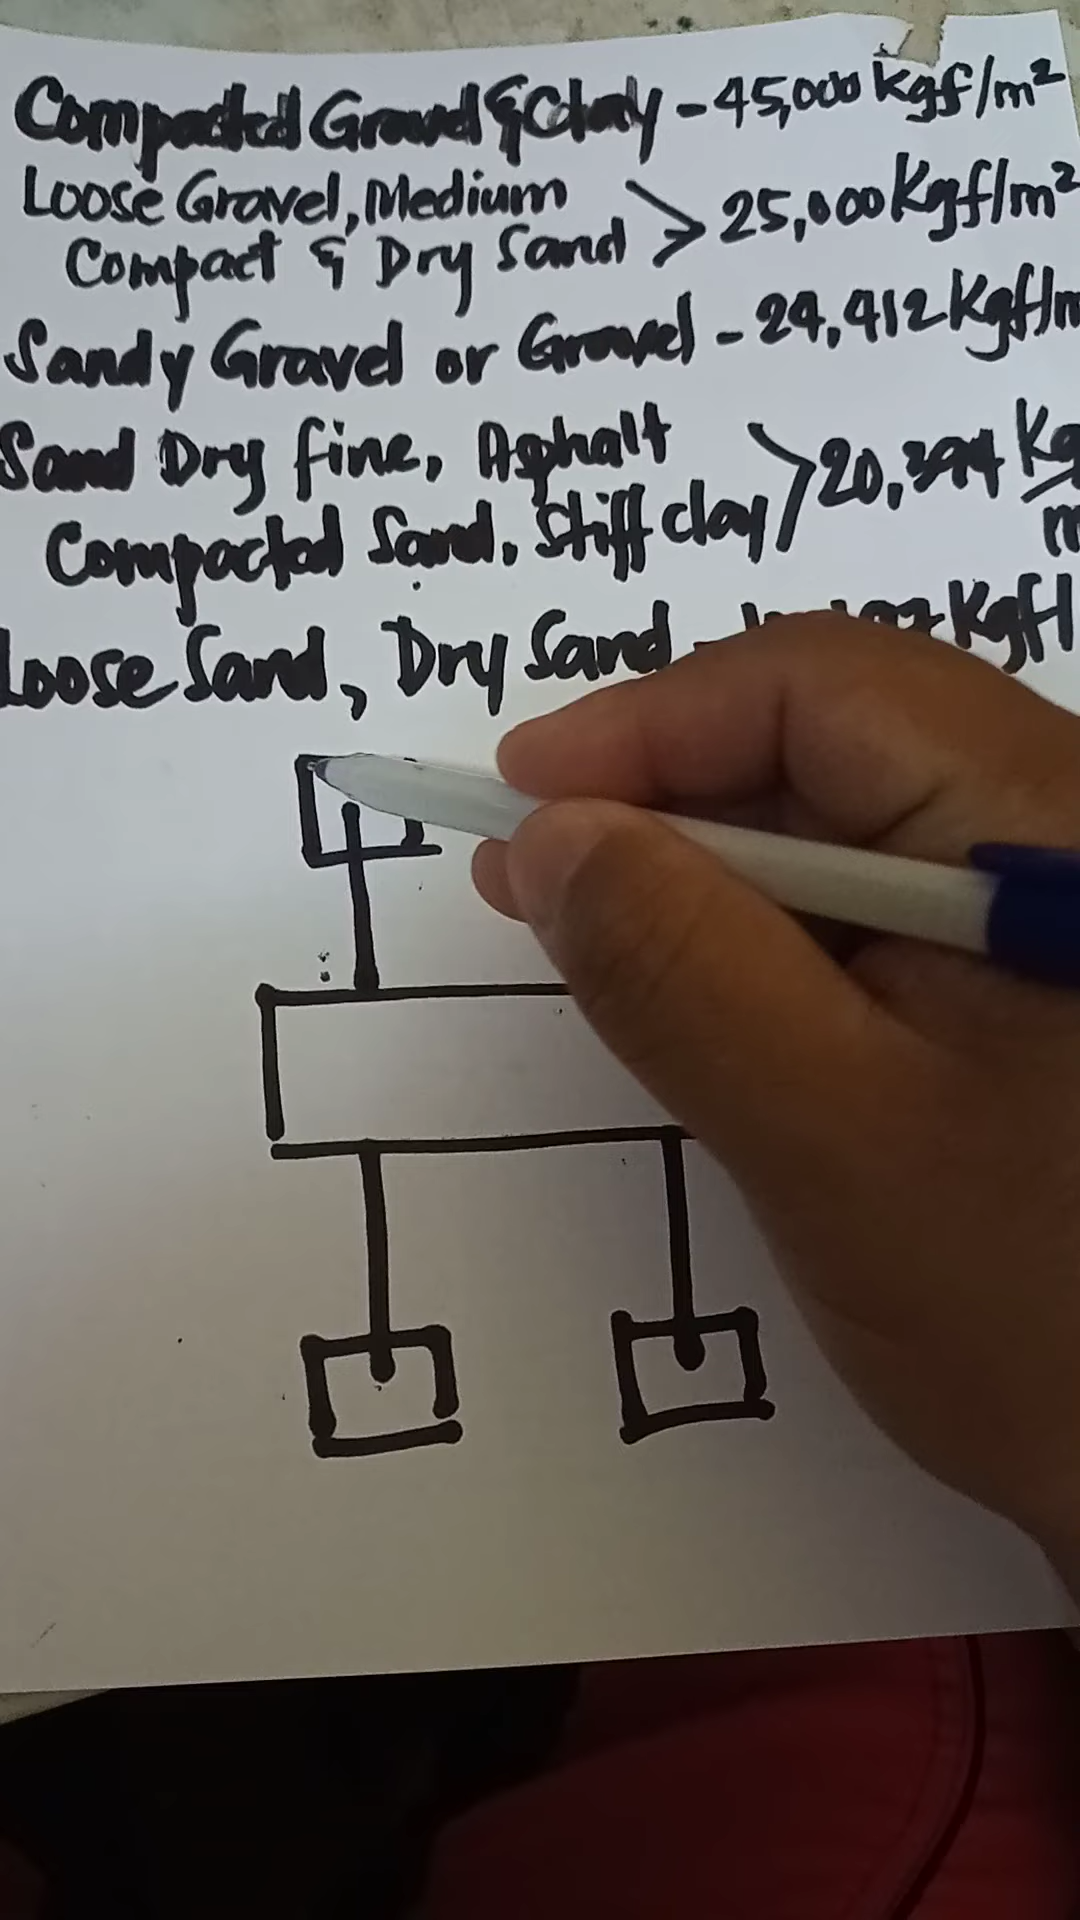 Compacted Gravel & Clay - 45,000 kgf/m²
Loose Gravel, Medium
Compact & Dry Sand > 25,000 Kgf/m²
Sandy Gravel or Gravel - 24,412 Kgf/m
Sand Dry fine, Asphalt
Compacted Sand, Stiff clay > 20,394 Kg
m
Loose Sand, Dry Sand - Kgf/